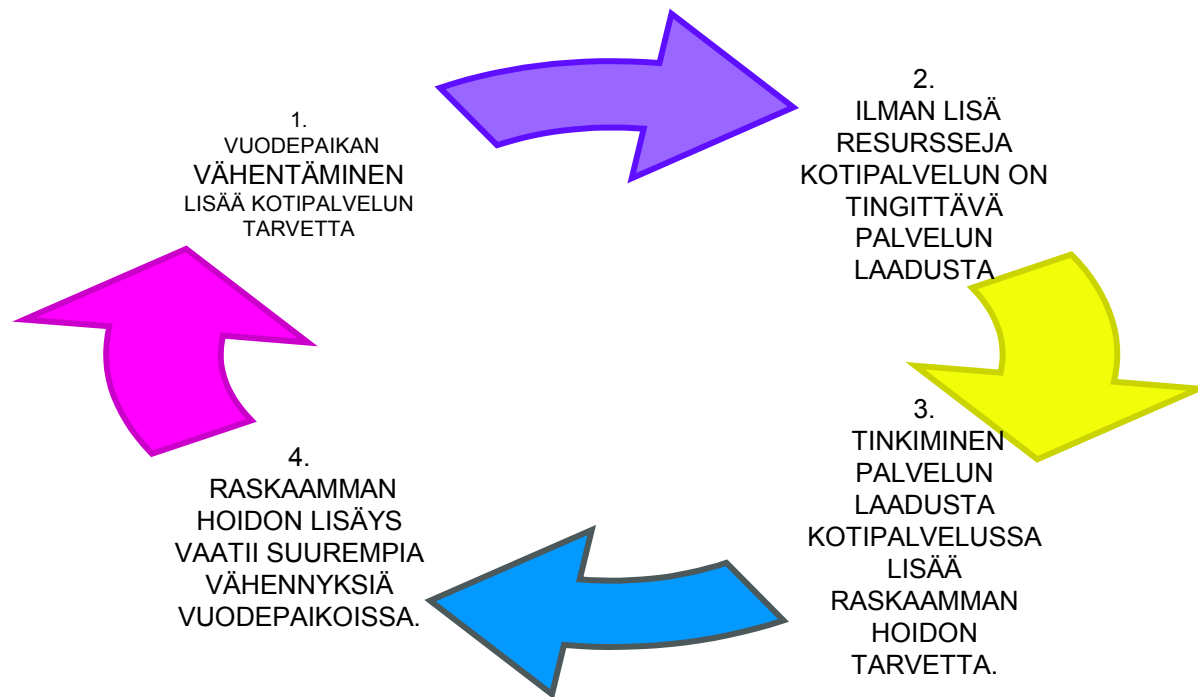 1.
VUODEPAIKAN
VÄHENTÄMINEN
LISÄÄ KOTIPALVELUN
TARVETTA
2.
ILMAN LISÄ
RESURSSEJA
KOTIPALVELUN ON
TINGITTÄVÄ
PALVELUN
LAADUSTA
3.
TINKIMINEN
PALVELUN
LAADUSTA
KOTIPALVELUSSA
LISÄÄ
RASKAAMMAN
HOIDON
TARVETTA.
4.
RASKAAMMAN
HOIDON LISÄYS
VAATII SUUREMPIA
VÄHENNYKSIÄ
VUODEPAIKOISSA.